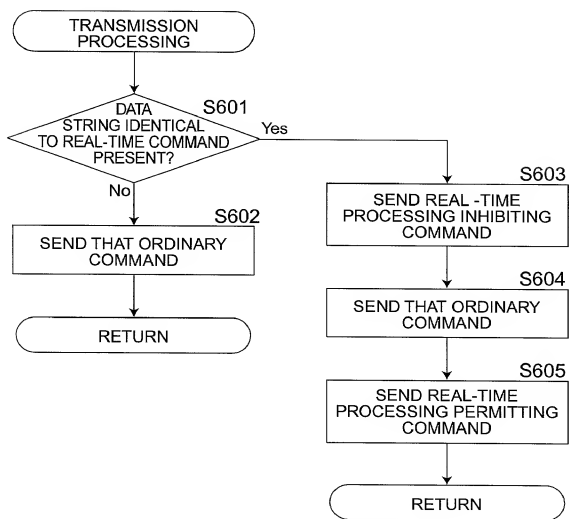 TRANSMISSION
PROCESSING
S601
DATA
STRING IDENTICAL
TO REAL-TIME COMMAND
PRESENT?
Yes
No
S602
SEND THAT ORDINARY
COMMAND
RETURN
S603
SEND REAL -TIME
PROCESSING INHIBITING
COMMAND
S604
SEND THAT ORDINARY
COMMAND
S605
SEND REAL-TIME
PROCESSING PERMITTING
COMMAND
RETURN